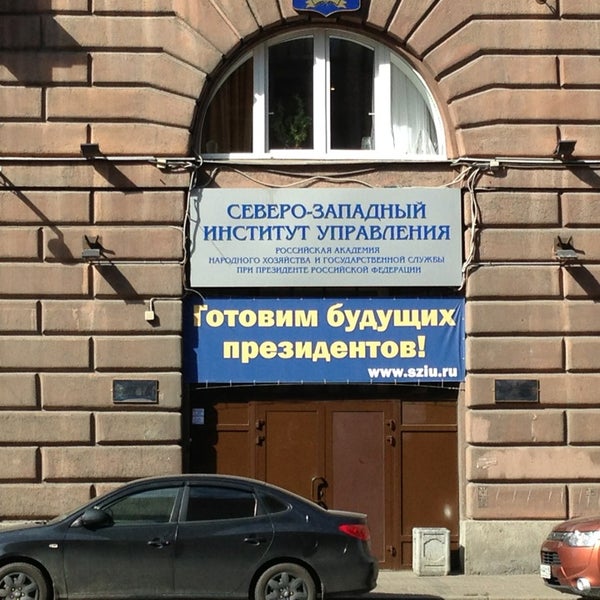 СЕВЕРО-ЗАПАДНЫЙ
ИНСТИТУТ УПРАВЛЕНИЯ
РОССИЙСКАЯ АКАДЕМИЯ
НАРОДНОГО ХОЗЯЙСТВА И ГОСУДАРСТВЕННОЙ СЛУЖБЫ
ПРИ ПРЕЗИДЕНТЕ РОССИЙСКОЙ ФЕДЕРАЦИИ
Готовим будущих
президентов!
www.sziu.ru